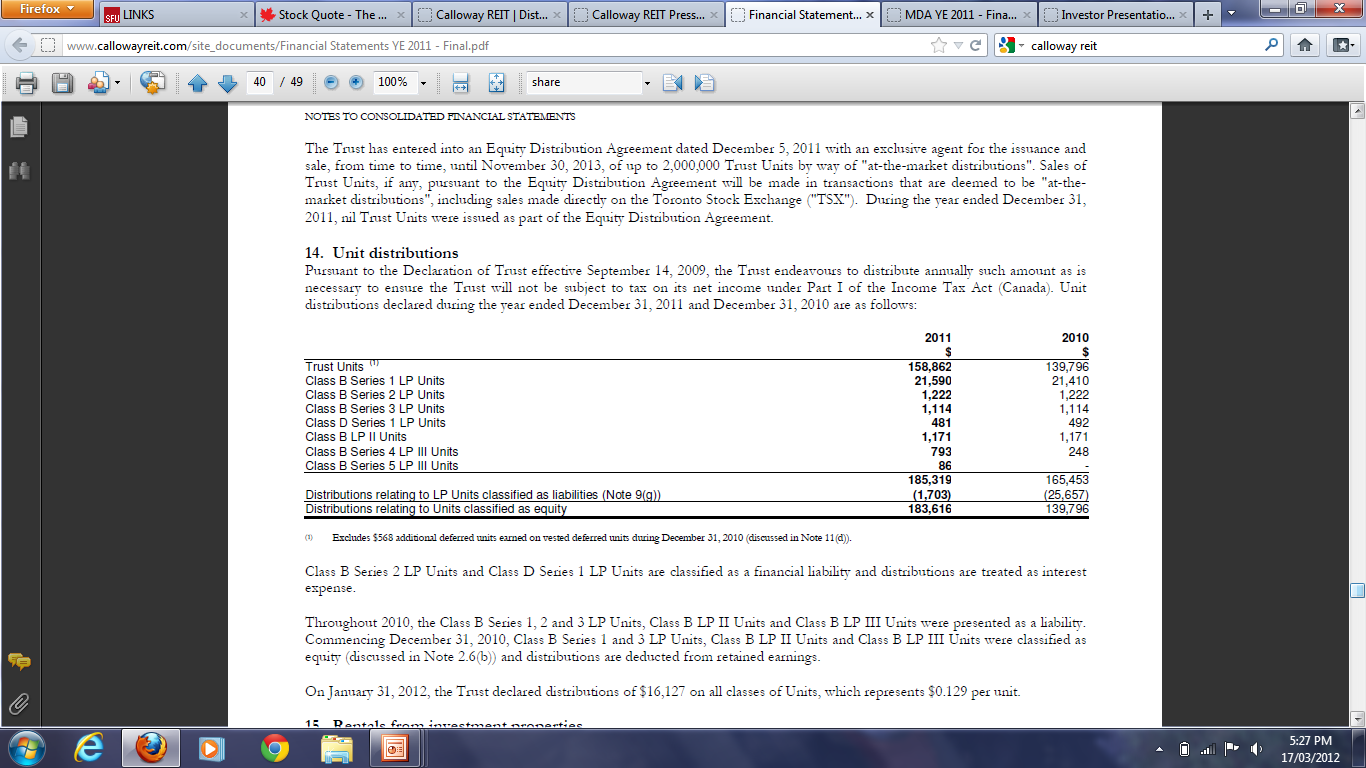 Firefox
SFU LINKS
Stock Quote - The ...
Calloway REIT | Dist...
Calloway REIT Press...
Financial Statement...
MDA YE 2011 - Fina...
Investor Presentatio...
www.callowayreit.com/site_documents/Financial Statements YE 2011 - Final.pdf
calloway reit
40 / 49
100%
share
NOTES TO CONSOLIDATED FINANCIAL STATEMENTS
The Trust has entered into an Equity Distribution Agreement dated December 5, 2011 with an exclusive agent for the issuance and
sale, from time to time, until November 30, 2013, of up to 2,000,000 Trust Units by way of "at-the-market distributions". Sales of
Trust Units, if any, pursuant to the Equity Distribution Agreement will be made in transactions that are deemed to be "at-the-
market distributions", including sales made directly on the Toronto Stock Exchange ("TSX"). During the year ended December 31,
2011, nil Trust Units were issued as part of the Equity Distribution Agreement.
14. Unit distributions
Pursuant to the Declaration of Trust effective September 14, 2009, the Trust endeavours to distribute annually such amount as is
necessary to ensure the Trust will not be subject to tax on its net income under Part I of the Income Tax Act (Canada). Unit
distributions declared during the year ended December 31, 2011 and December 31, 2010 are as follows:
2011 2010
$ $
Trust Units (1) 158,862 139,796
Class B Series 1 LP Units 21,590 21,410
Class B Series 2 LP Units 1,222 1,222
Class B Series 3 LP Units 1,114 1,114
Class D Series 1 LP Units 481 492
Class B LP II Units 1,171 1,171
Class B Series 4 LP III Units 793 248
Class B Series 5 LP III Units 86 -
185,319 165,453
Distributions relating to LP Units classified as liabilities (Note 9(g)) (1,703) (25,657)
Distributions relating to Units classified as equity 183,616 139,796
(1) Excludes $568 additional deferred units earned on vested deferred units during December 31, 2010 (discussed in Note 11(d)).
Class B Series 2 LP Units and Class D Series 1 LP Units are classified as a financial liability and distributions are treated as interest
expense.
Throughout 2010, the Class B Series 1, 2 and 3 LP Units, Class B LP II Units and Class B LP III Units were presented as a liability.
Commencing December 31, 2010, Class B Series 1 and 3 LP Units, Class B LP II Units and Class B LP III Units were classified as
equity (discussed in Note 2.6(b)) and distributions are deducted from retained earnings.
On January 31, 2012, the Trust declared distributions of $16,127 on all classes of Units, which represents $0.129 per unit.
15. Rentals from investment properties
5:27 PM
17/03/2012